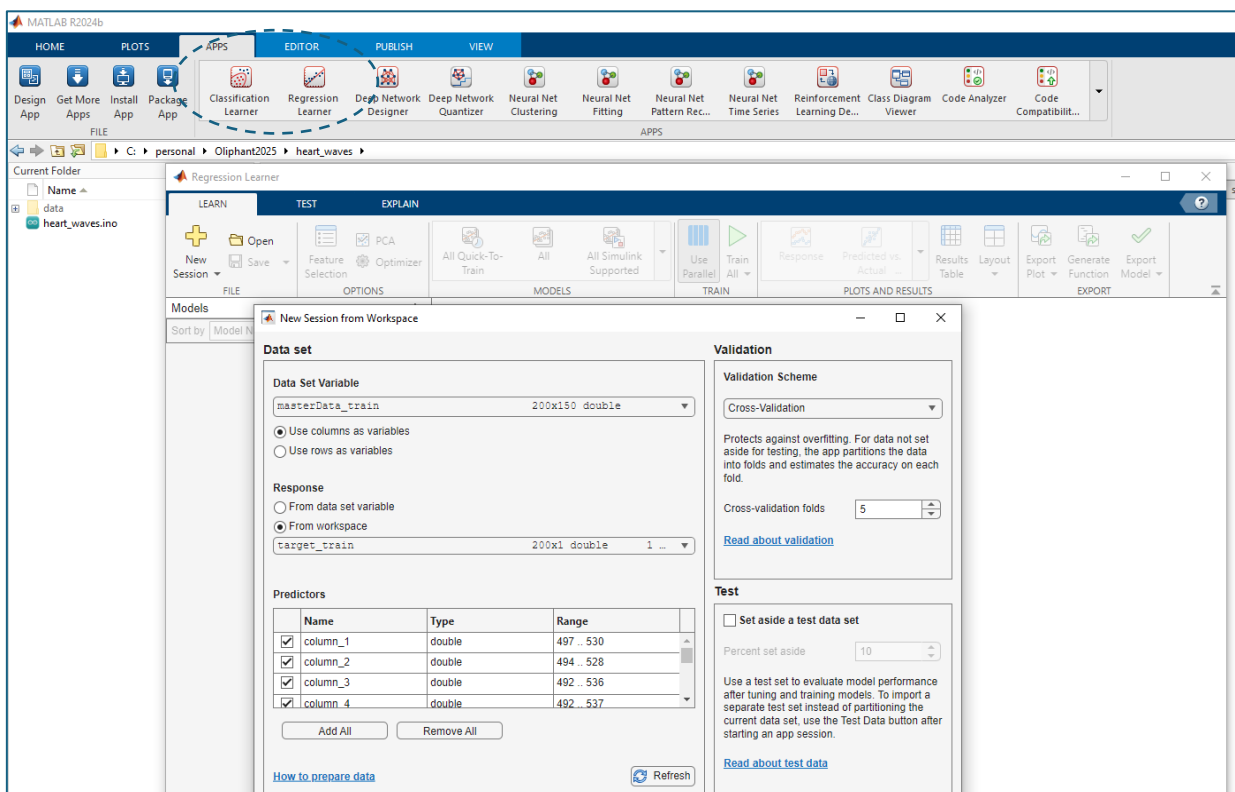 MATLAB R2024b
HOME PLOTS APPS EDITOR PUBLISH VIEW
Design App
Get More Apps
Install App
Package App
Classification Learner
Regression Learner
Deep Network Designer
Deep Network Quantizer
Neural Net Clustering
Neural Net Fitting
Neural Net Pattern Rec...
Neural Net Time Series
Reinforcement Learning De...
Class Diagram Viewer
Code Analyzer
Code Compatibilit...
FILE APPS
C: personal Oliphant2025 heart_waves
Current Folder
Name
data
heart_waves.ino
Regression Learner
LEARN TEST EXPLAIN
?
New Session
Open
Save
Feature Selection
PCA
Optimizer
All Quick-To-Train
All
All Simulink Supported
Use Parallel
Train All
Response
Predicted vs. Actual ...
Results Table
Layout
Export Plot
Generate Function
Export Model
FILE OPTIONS MODELS TRAIN PLOTS AND RESULTS EXPORT
Models
Sort by Model N
New Session from Workspace
Data set
Data Set Variable
masterData_train 200x150 double
Use columns as variables
Use rows as variables
Response
From data set variable
From workspace
target_train 200x1 double 1 ...
Predictors
Name Type Range
column_1 double 497 .. 530
column_2 double 494 .. 528
column_3 double 492 .. 536
column_4 double 492 .. 537
Add All Remove All
How to prepare data
Refresh
Validation
Validation Scheme
Cross-Validation
Protects against overfitting. For data not set
aside for testing, the app partitions the data
into folds and estimates the accuracy on each
fold.
Cross-validation folds 5
Read about validation
Test
Set aside a test data set
Percent set aside 10
Use a test set to evaluate model performance
after tuning and training models. To import a
separate test set instead of partitioning the
current data set, use the Test Data button after
starting an app session.
Read about test data